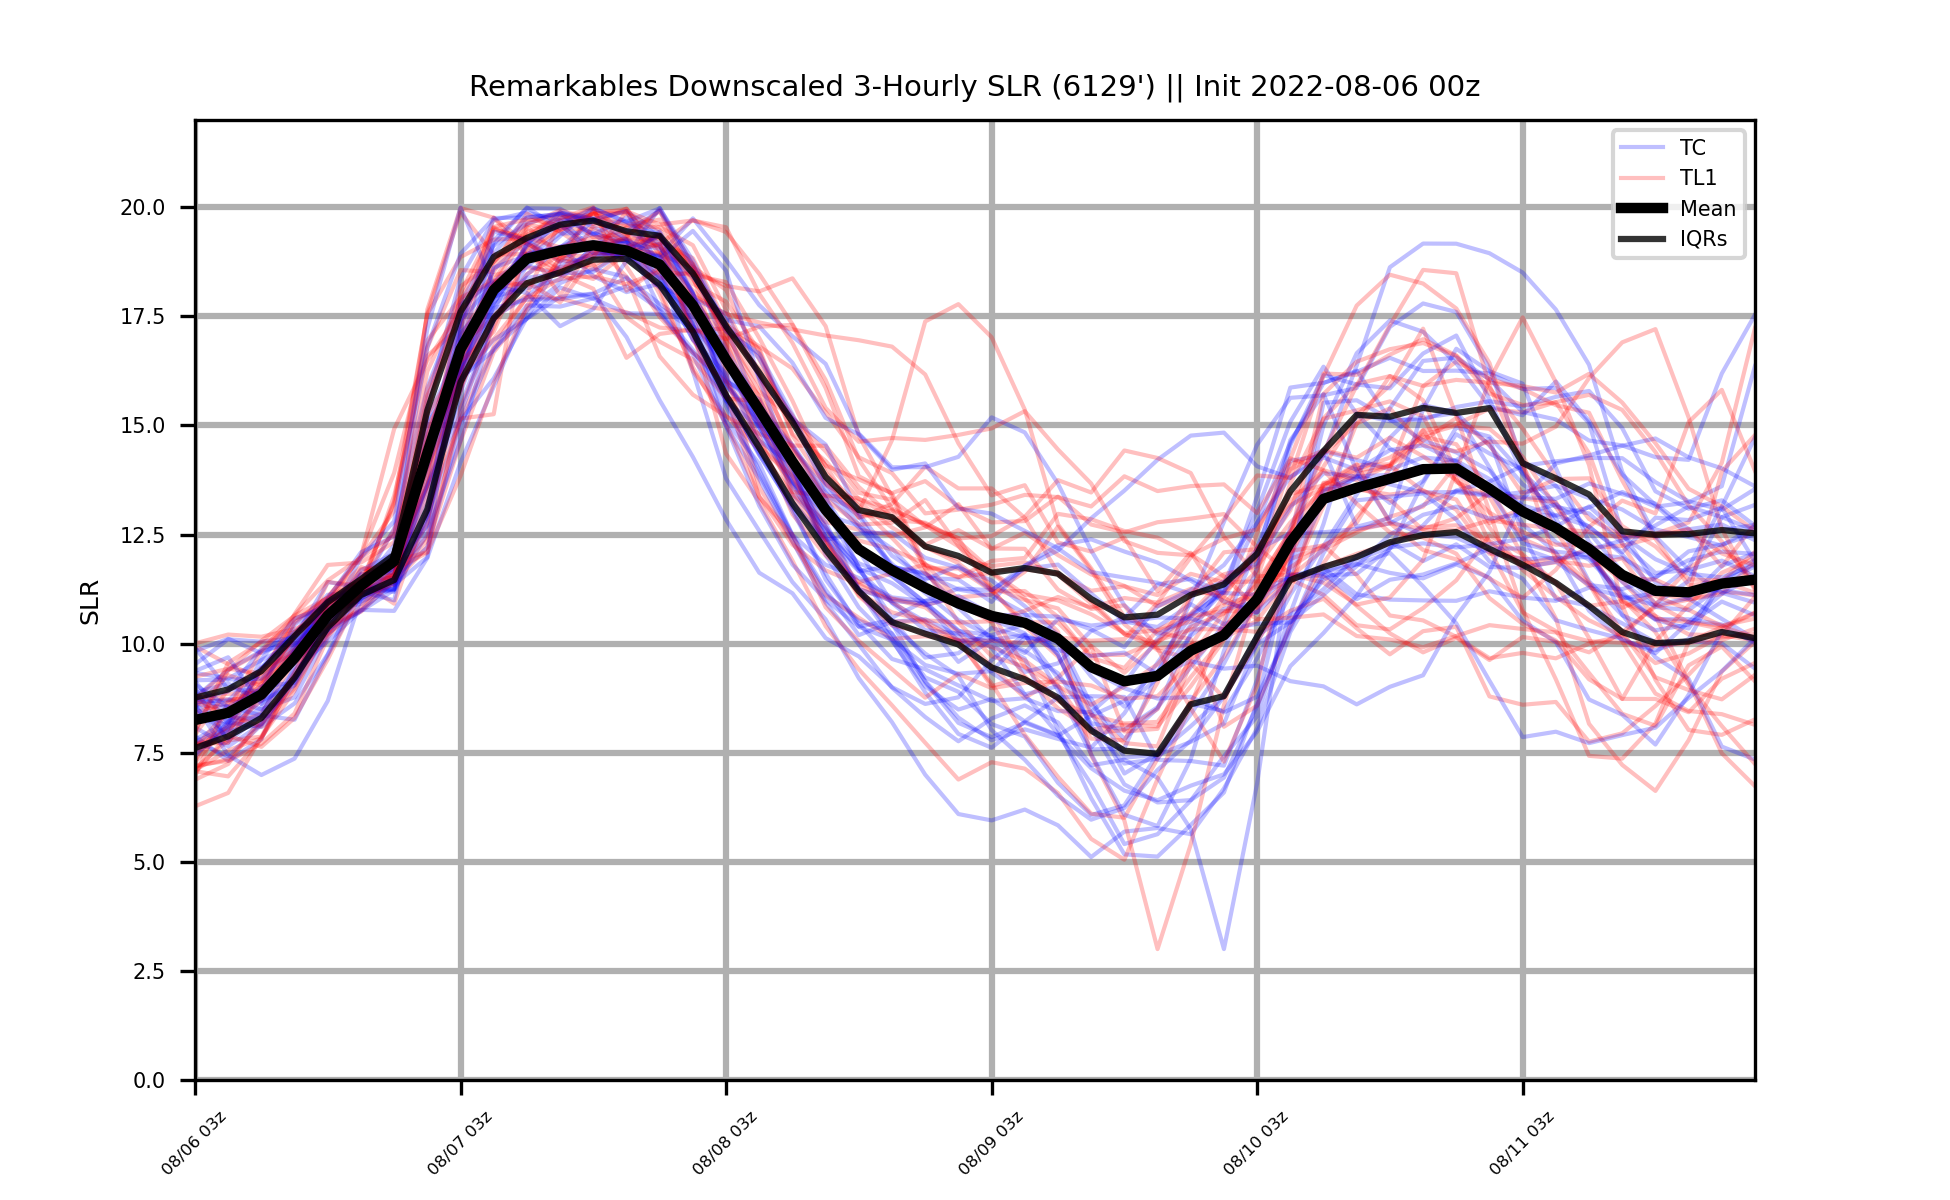 Remarkables Downscaled 3-Hourly SLR (6129') || Init 2022-08-06 00z
TC
TL1
Mean
IQRs
SLR
20.0
17.5
15.0
12.5
10.0
7.5
5.0
2.5
0.0
08/06 03z
08/07 03z
08/08 03z
08/09 03z
08/10 03z
08/11 03z